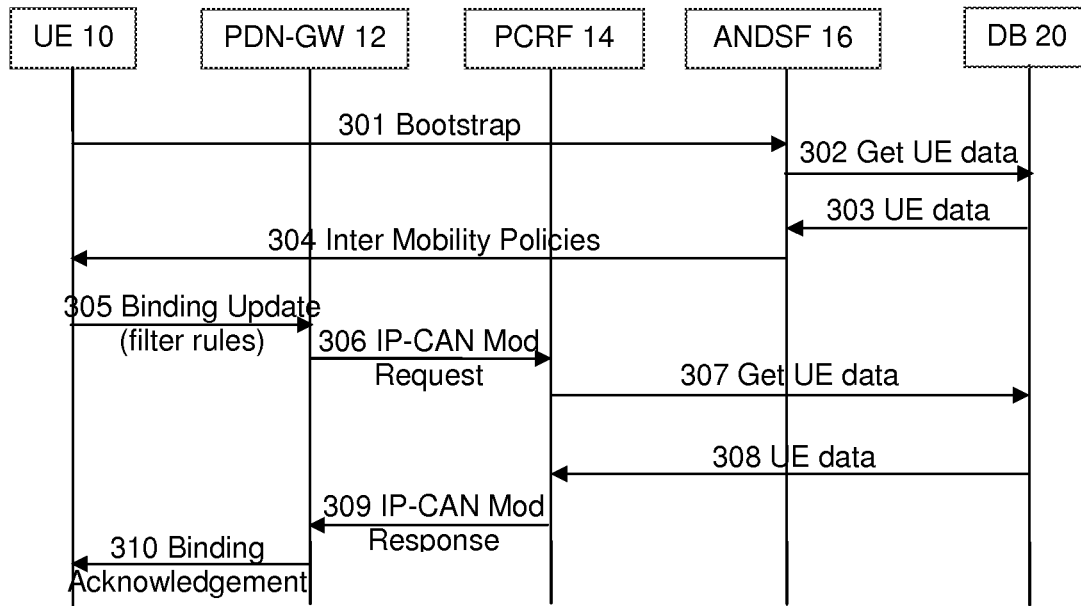 UE 10
PDN-GW 12
PCRF 14
ANDSF 16
DB 20
301 Bootstrap
302 Get UE data
303 UE data
304 Inter Mobility Policies
305 Binding Update
(filter rules)
306 IP-CAN Mod
Request
307 Get UE data
308 UE data
309 IP-CAN Mod
Response
310 Binding
Acknowledgement